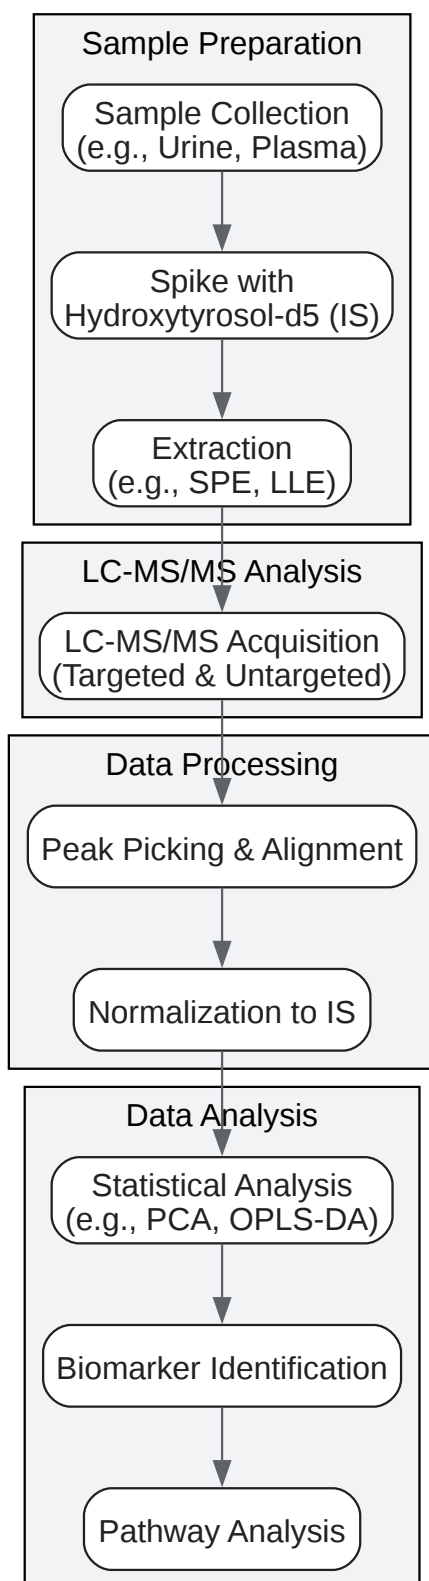 Sample Preparation
Sample Collection
(e.g., Urine, Plasma)
Spike with
Hydroxytyrosol-d5 (IS)
Extraction
(e.g., SPE, LLE)
LC-MS/MS Analysis
LC-MS/MS Acquisition
(Targeted & Untargeted)
Data Processing
Peak Picking & Alignment
Normalization to IS
Data Analysis
Statistical Analysis
(e.g., PCA, OPLS-DA)
Biomarker Identification
Pathway Analysis